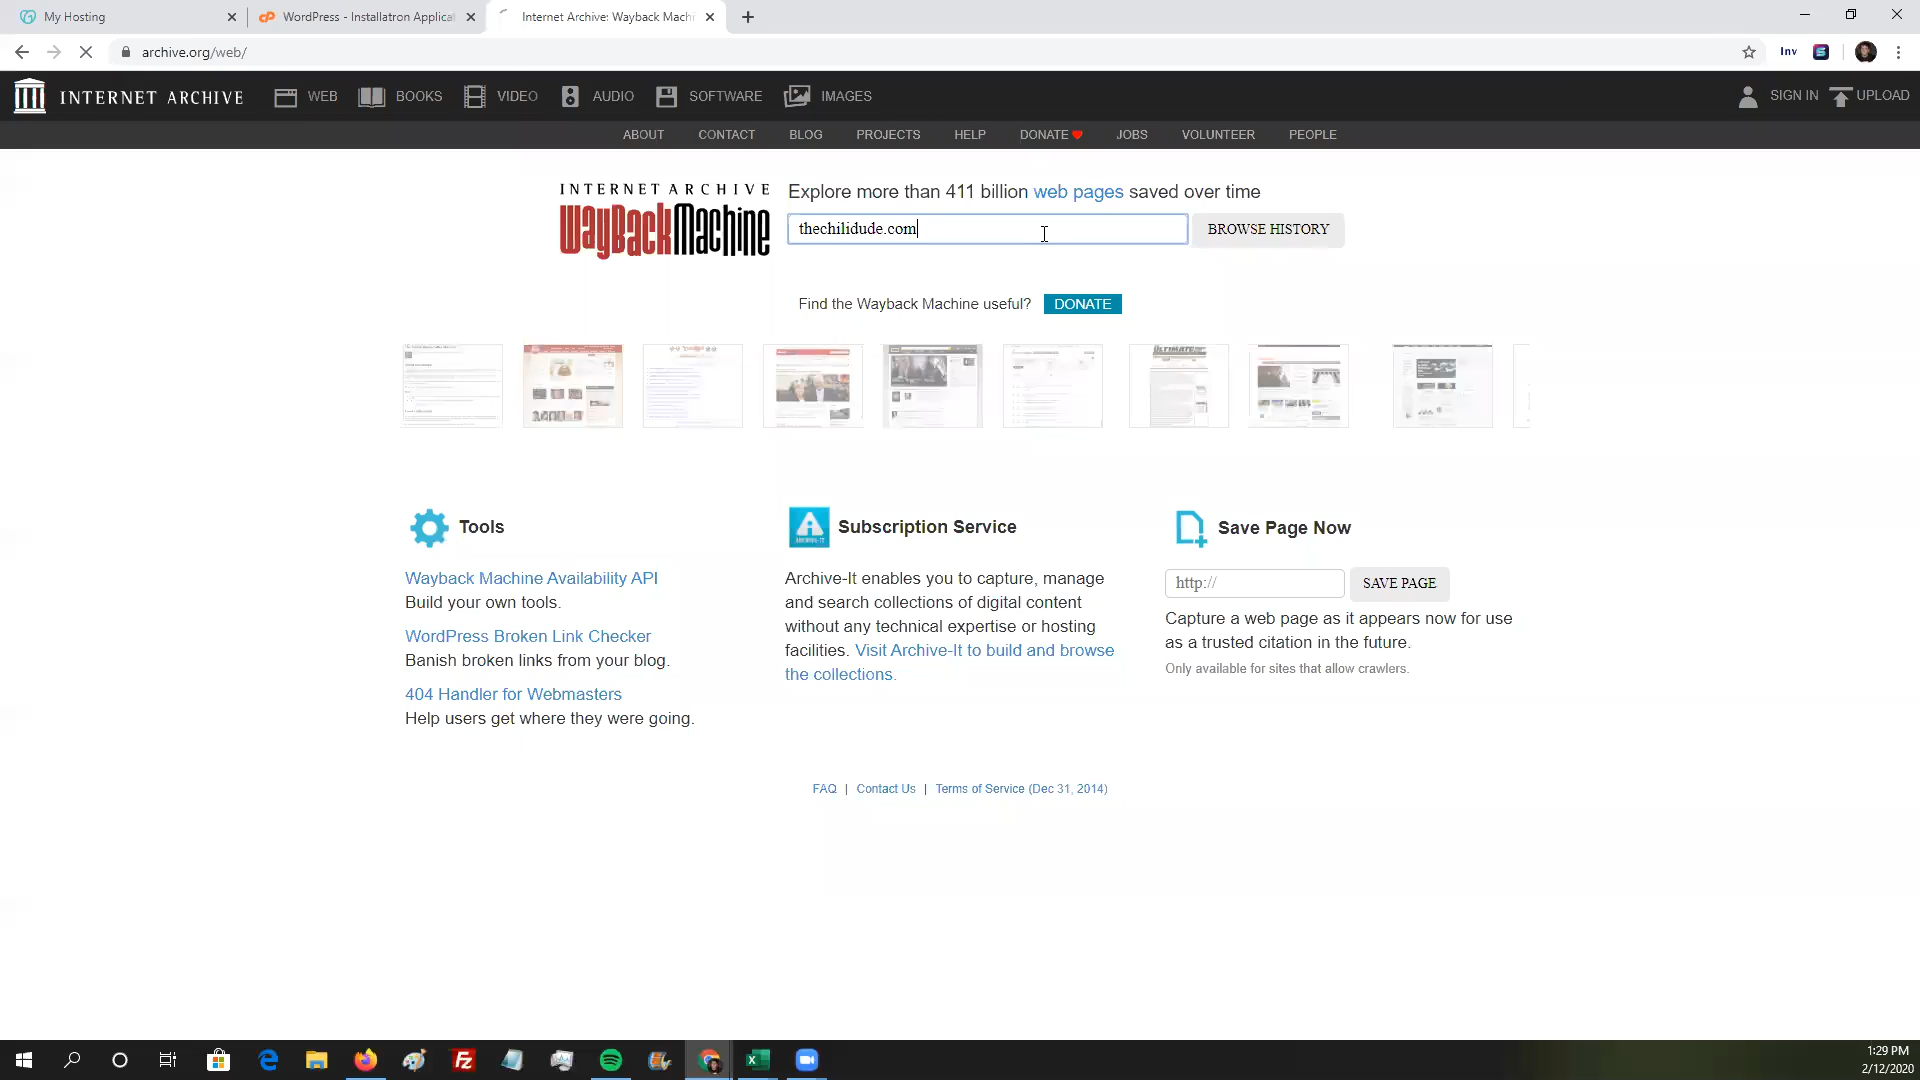 My Hosting
WordPress - Installatron Applicat
Internet Archive: Wayback Machi
archive.org/web/
Inv
INTERNET ARCHIVE
WEB
BOOKS
VIDEO
AUDIO
SOFTWARE
IMAGES
SIGN IN
UPLOAD
ABOUT
CONTACT
BLOG
PROJECTS
HELP
DONATE
JOBS
VOLUNTEER
PEOPLE
INTERNET ARCHIVE
WayBackMachine
Explore more than 411 billion web pages saved over time
thechilidude.com
BROWSE HISTORY
Find the Wayback Machine useful?
DONATE
Tools
Wayback Machine Availability API
Build your own tools.
WordPress Broken Link Checker
Banish broken links from your blog.
404 Handler for Webmasters
Help users get where they were going.
Subscription Service
Archive-It enables you to capture, manage
and search collections of digital content
without any technical expertise or hosting
facilities. Visit Archive-It to build and browse
the collections.
Save Page Now
http://
SAVE PAGE
Capture a web page as it appears now for use
as a trusted citation in the future.
Only available for sites that allow crawlers.
FAQ | Contact Us | Terms of Service (Dec 31, 2014)
1:29 PM
2/12/2020